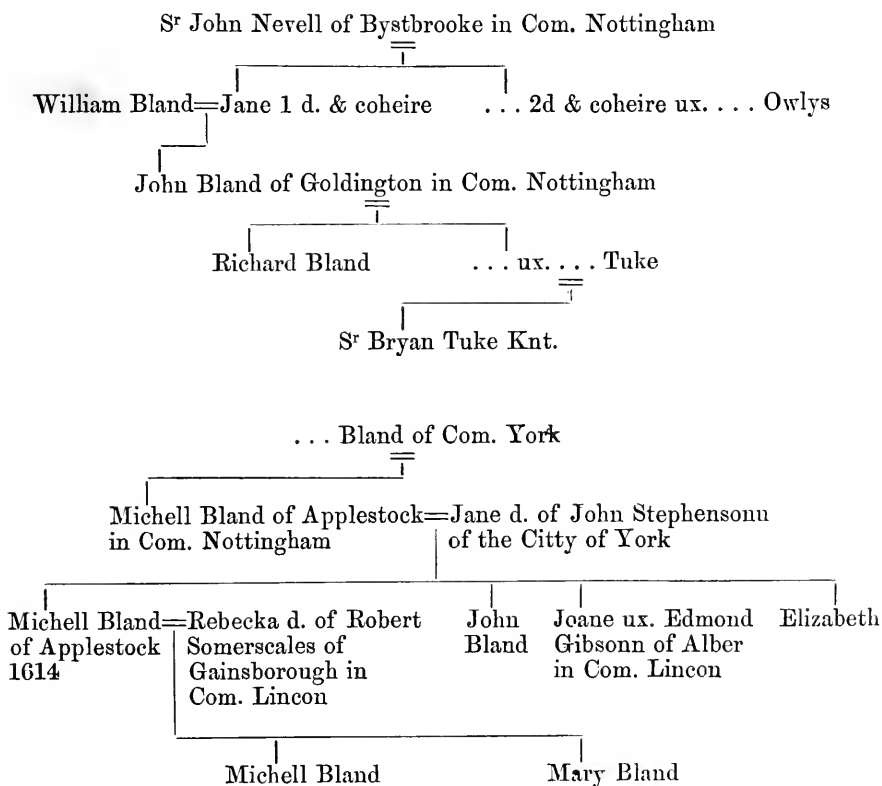 Sr John Nevell of Bystbrooke in Com. Nottingham
William Bland=Jane 1 d. & coheire . . . 2d & coheire ux. . . . Owlys
John Bland of Goldington in Com. Nottingham
Richard Bland . . . ux. . . . Tuke
Sr Bryan Tuke Knt.
. . . Bland of Com. York
Michell Bland of Applestock=Jane d. of John Stephensonn
in Com. Nottingham of the Citty of York
Michell Bland=Rebecka d. of Robert John Joane ux. Edmond Elizabeth
of Applestock Somerscales of Bland Gibsonn of Alber
1614 Gainsborough in in Com. Lincon
Com. Lincon
Michell Bland Mary Bland